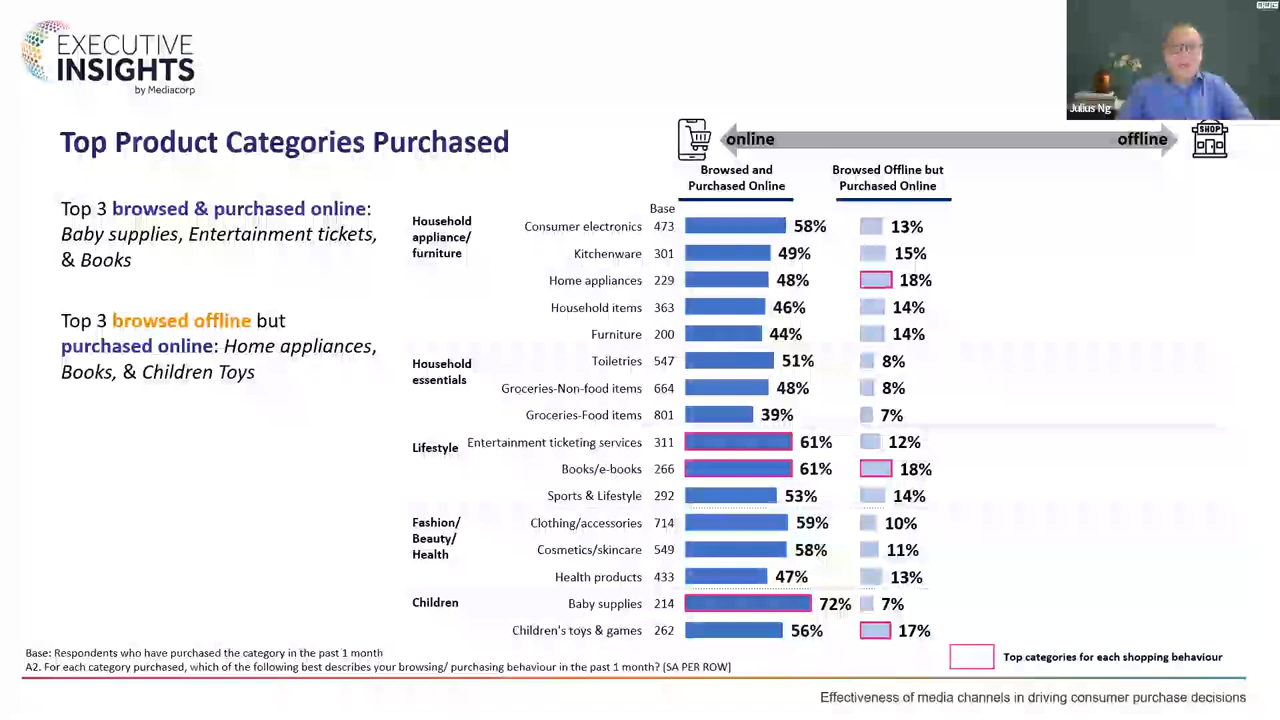 EXECUTIVE
INSIGHTS
by Mediacorp
Julius Ng
Top Product Categories Purchased
online
offline
SHOP
Top 3 browsed & purchased online:
Baby supplies, Entertainment tickets,
& Books
Top 3 browsed offline but
purchased online: Home appliances,
Books, & Children Toys
Browsed and
Purchased Online
Browsed Offline but
Purchased Online
Base
Household
appliance/
furniture
Consumer electronics 473 58% 13%
Kitchenware 301 49% 15%
Home appliances 229 48% 18%
Household items 363 46% 14%
Furniture 200 44% 14%
Household
essentials
Toiletries 547 51% 8%
Groceries-Non-food items 664 48% 8%
Groceries-Food items 801 39% 7%
Lifestyle
Entertainment ticketing services 311 61% 12%
Books/e-books 266 61% 18%
Sports & Lifestyle 292 53% 14%
Fashion/
Beauty/
Health
Clothing/accessories 714 59% 10%
Cosmetics/skincare 549 58% 11%
Health products 433 47% 13%
Children
Baby supplies 214 72% 7%
Children's toys & games 262 56% 17%
Base: Respondents who have purchased the category in the past 1 month
A2. For each category purchased, which of the following best describes your browsing/ purchasing behaviour in the past 1 month? [SA PER ROW]
Top categories for each shopping behaviour
Effectiveness of media channels in driving consumer purchase decisions